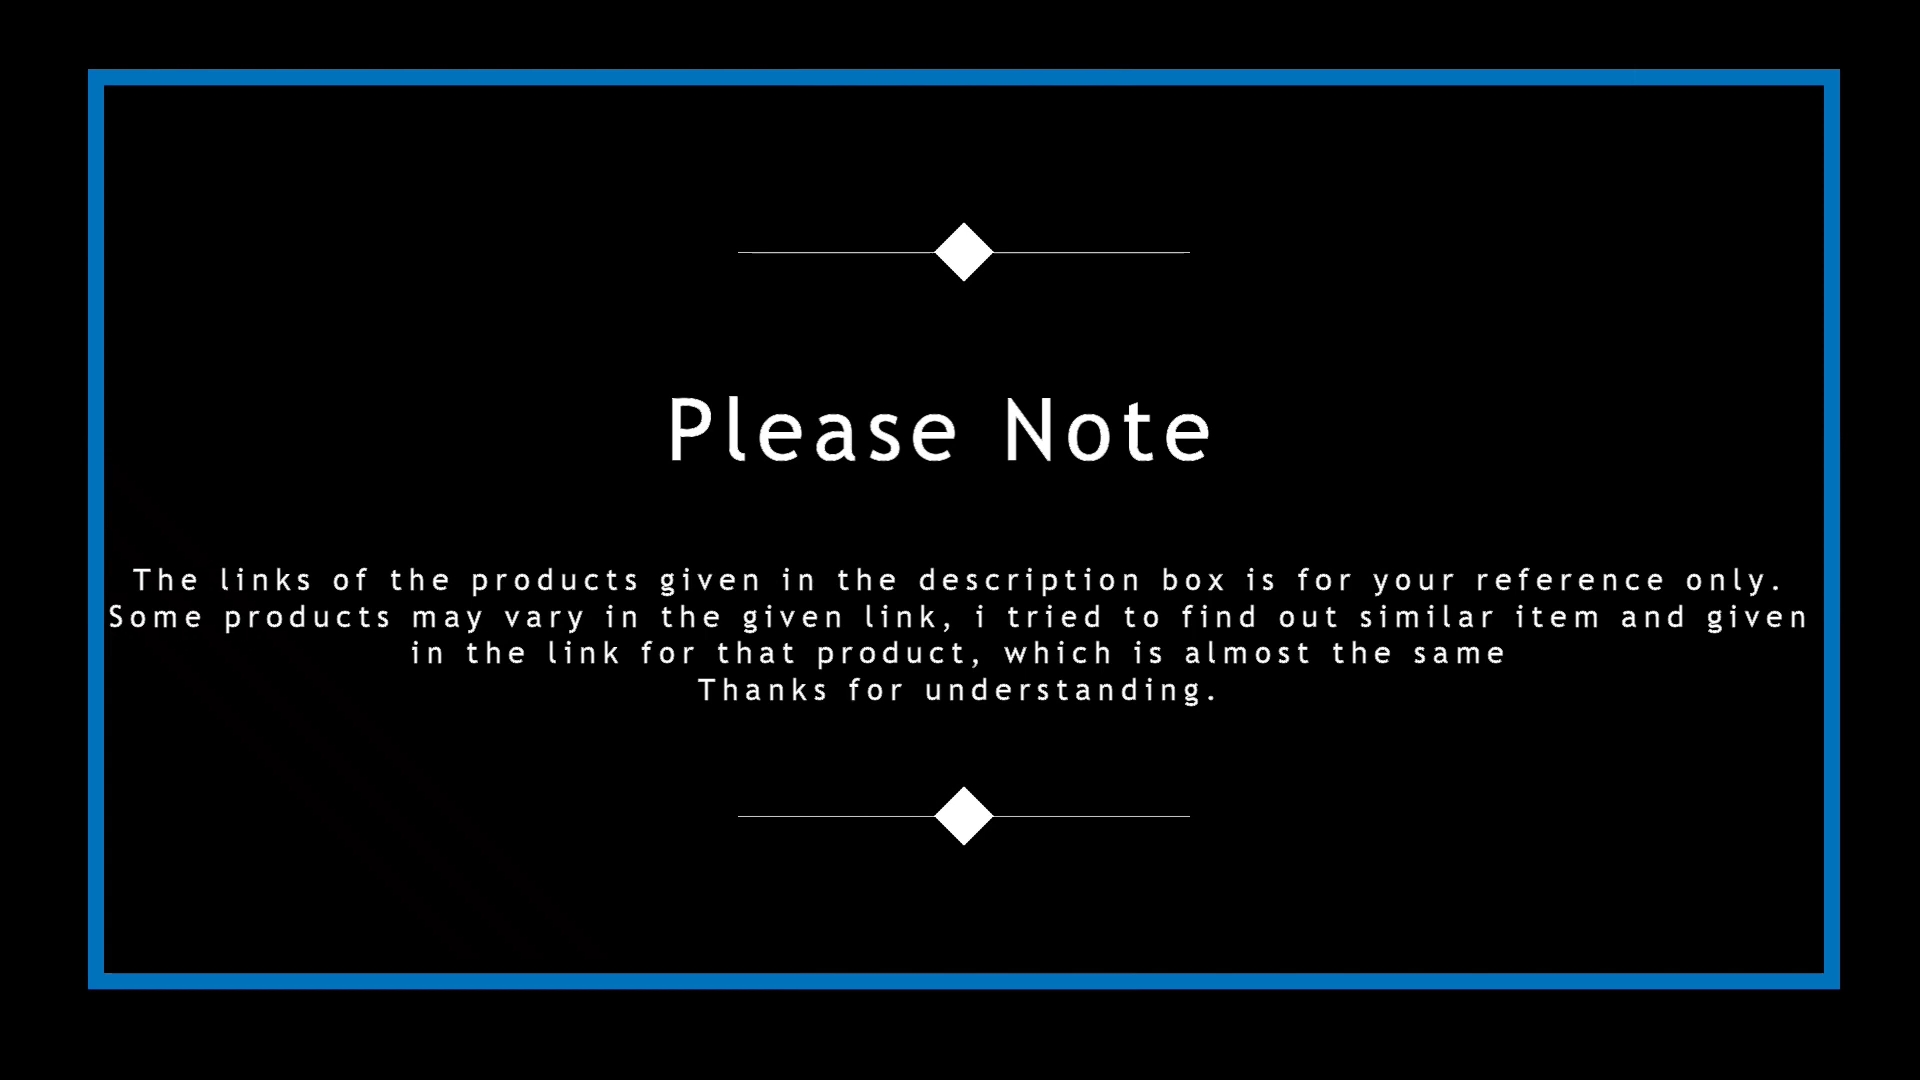 Please Note
The links of the products given in the description box is for your reference only.
Some products may vary in the given link, i tried to find out similar item and given
in the link for that product, which is almost the same
Thanks for understanding.